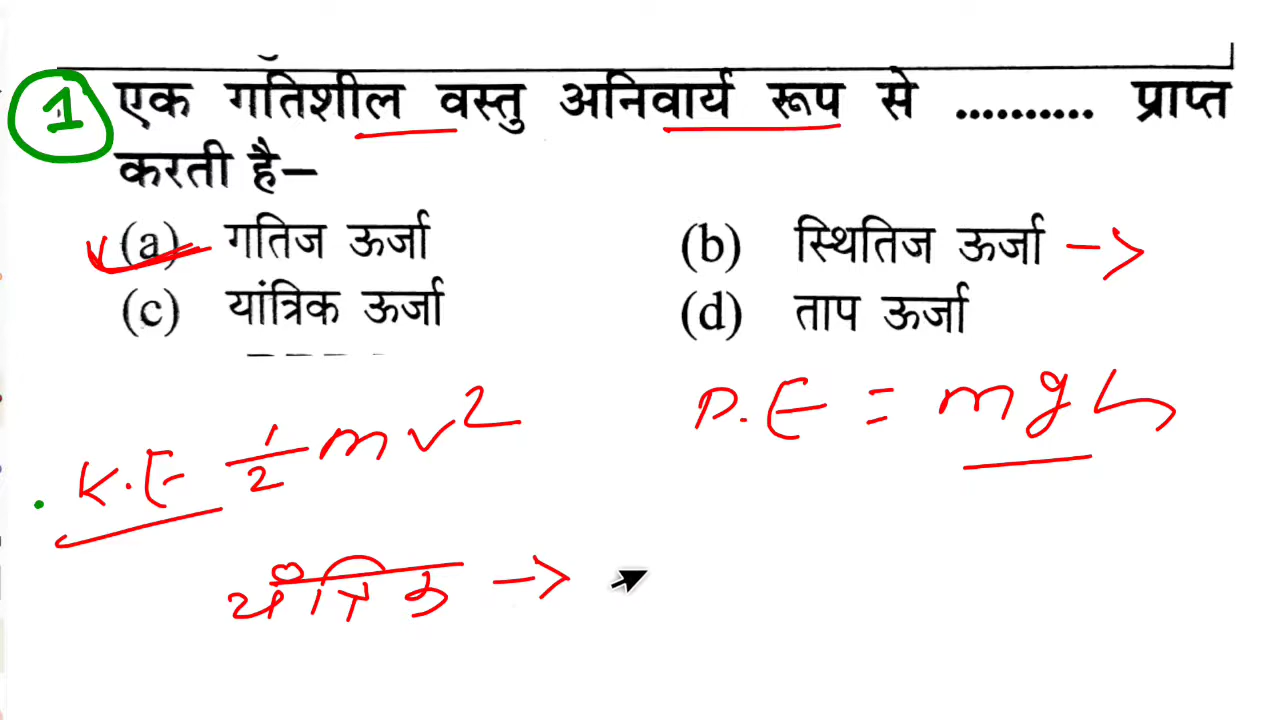 1 एक गतिशील वस्तु अनिवार्य रूप से ........... प्राप्त
करती है–
(a) गतिज ऊर्जा (b) स्थितिज ऊर्जा →
(c) यांत्रिक ऊर्जा (d) ताप ऊर्जा
P.E = mgh
K.E 1/2 mv²
यांत्रिक →